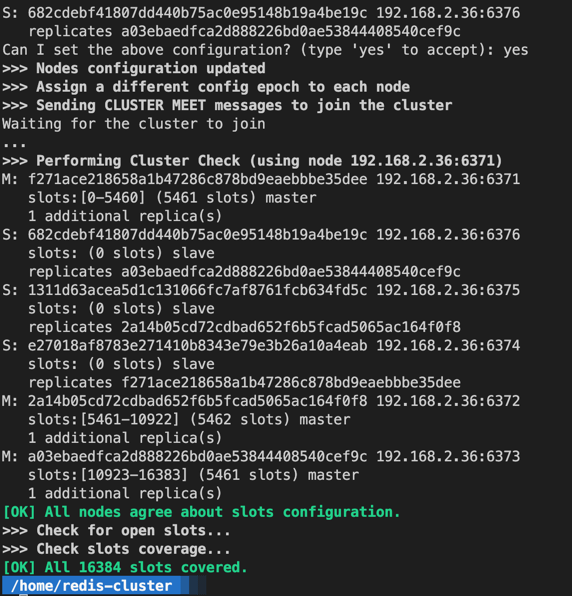 S: 682cdebf41807dd440b75ac0e95148b19a4be19c 192.168.2.36:6376
   replicates a03ebaedfca2d888226bd0ae53844408540cef9c
Can I set the above configuration? (type 'yes' to accept): yes
>>> Nodes configuration updated
>>> Assign a different config epoch to each node
>>> Sending CLUSTER MEET messages to join the cluster
Waiting for the cluster to join
...
>>> Performing Cluster Check (using node 192.168.2.36:6371)
M: f271ace218658a1b47286c878bd9eaebbbe35dee 192.168.2.36:6371
   slots:[0-5460] (5461 slots) master
   1 additional replica(s)
S: 682cdebf41807dd440b75ac0e95148b19a4be19c 192.168.2.36:6376
   slots: (0 slots) slave
   replicates a03ebaedfca2d888226bd0ae53844408540cef9c
S: 1311d63acea5d1c131066fc7af8761fcb634fd5c 192.168.2.36:6375
   slots: (0 slots) slave
   replicates 2a14b05cd72cdbad652f6b5fcad5065ac164f0f8
S: e27018af8783e271410b8343e79e3b26a10a4eab 192.168.2.36:6374
   slots: (0 slots) slave
   replicates f271ace218658a1b47286c878bd9eaebbbe35dee
M: 2a14b05cd72cdbad652f6b5fcad5065ac164f0f8 192.168.2.36:6372
   slots:[5461-10922] (5462 slots) master
   1 additional replica(s)
M: a03ebaedfca2d888226bd0ae53844408540cef9c 192.168.2.36:6373
   slots:[10923-16383] (5461 slots) master
   1 additional replica(s)
[OK] All nodes agree about slots configuration.
>>> Check for open slots...
>>> Check slots coverage...
[OK] All 16384 slots covered.
/home/redis-cluster